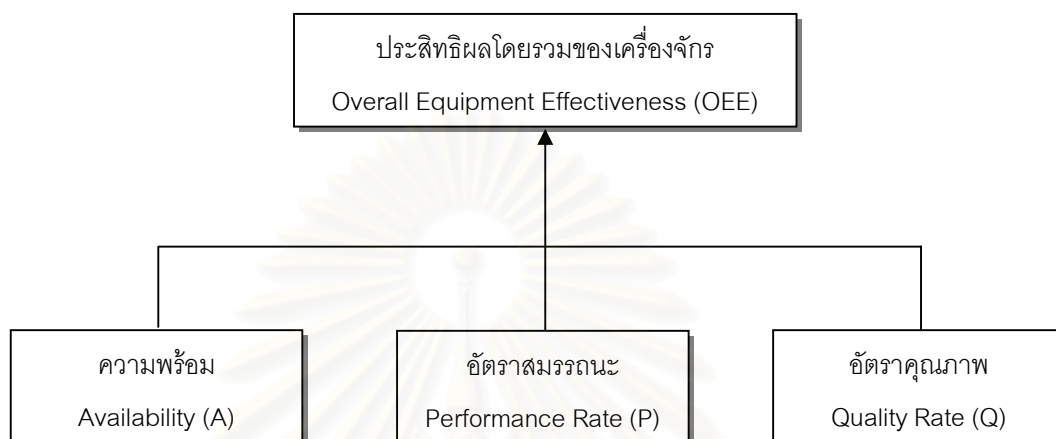 ประสิทธิผลโดยรวมของเครื่องจักร
Overall Equipment Effectiveness (OEE)
ความพร้อม
Availability (A)
อัตราสมรรถนะ
Performance Rate (P)
อัตราคุณภาพ
Quality Rate (Q)